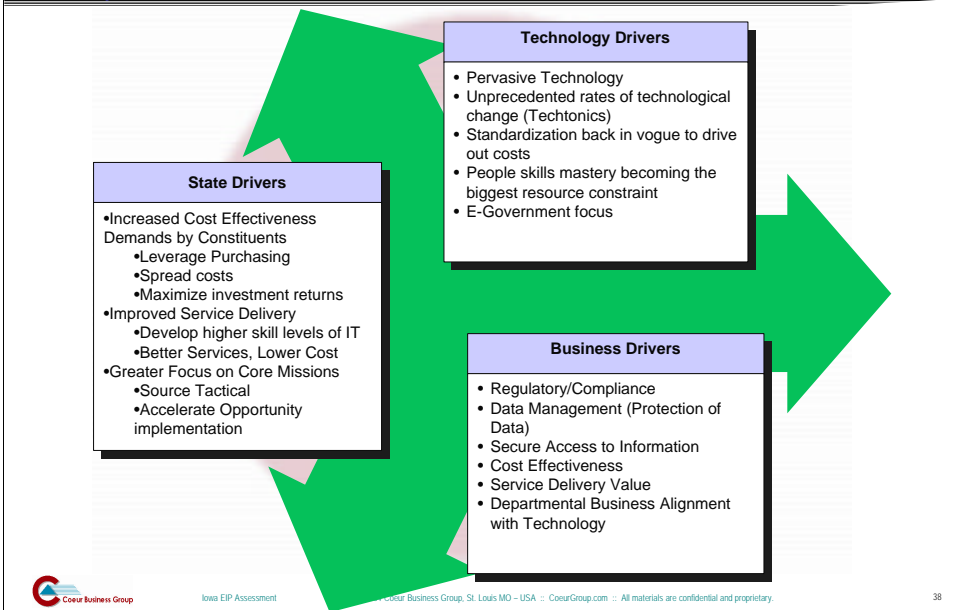 State Drivers
•Increased Cost Effectiveness
Demands by Constituents
•Leverage Purchasing
•Spread costs
•Maximize investment returns
•Improved Service Delivery
•Develop higher skill levels of IT
•Better Services, Lower Cost
•Greater Focus on Core Missions
•Source Tactical
•Accelerate Opportunity
implementation
Technology Drivers
• Pervasive Technology
• Unprecedented rates of technological
change (Techtonics)
• Standardization back in vogue to drive
out costs
• People skills mastery becoming the
biggest resource constraint
• E-Government focus
Business Drivers
• Regulatory/Compliance
• Data Management (Protection of
Data)
• Secure Access to Information
• Cost Effectiveness
• Service Delivery Value
• Departmental Business Alignment
with Technology
Coeur Business Group
Iowa EIP Assessment
Coeur Business Group, St. Louis MO – USA :: CoeurGroup.com :: All materials are confidential and proprietary.
38